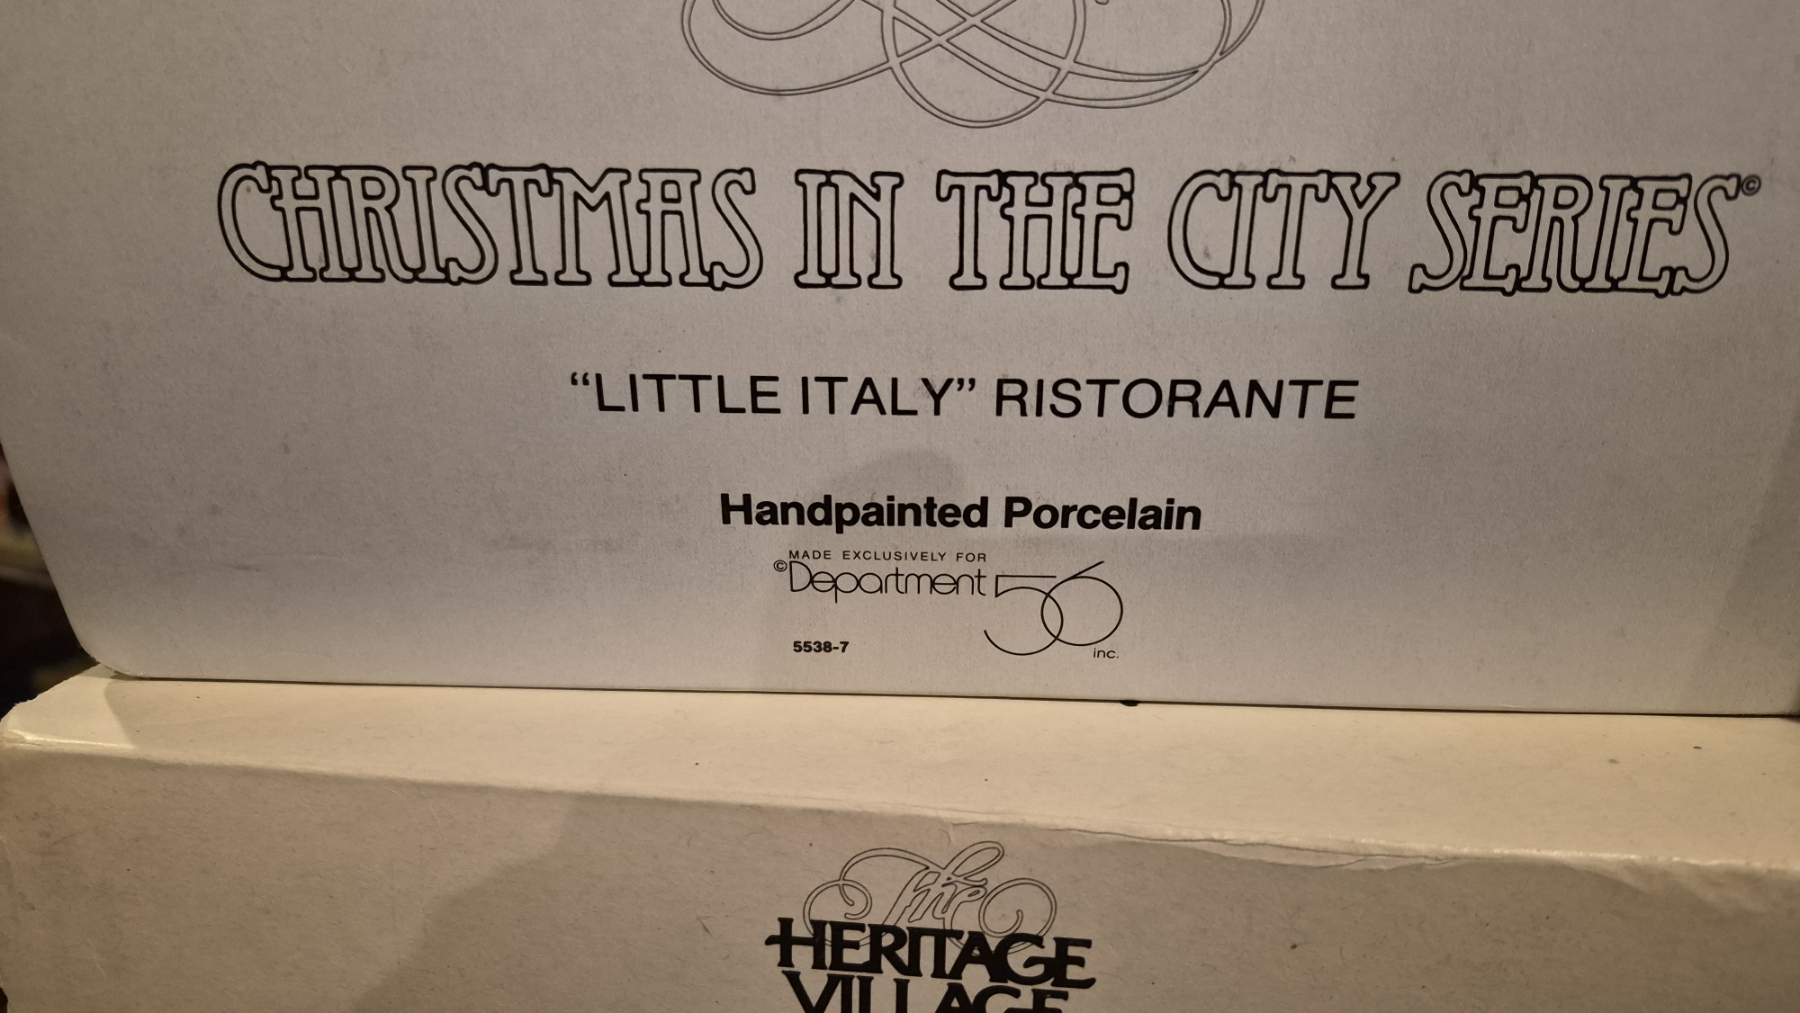 CHRISTMAS IN THE CITY SERIES©
“LITTLE ITALY” RISTORANTE
Handpainted Porcelain
MADE EXCLUSIVELY FOR
©Department 56
inc.
5538-7
The
HERITAGE
VILLAGE